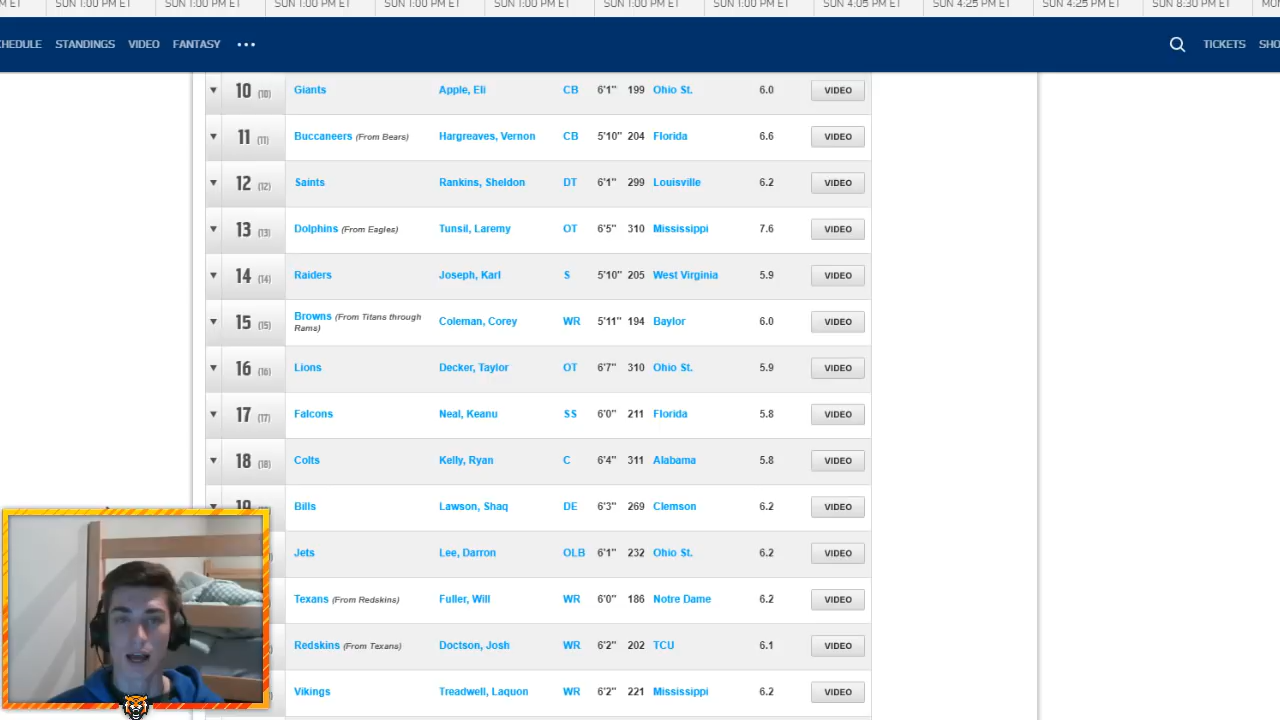 SUN 1:00 PM ET SUN 1:00 PM ET SUN 1:00 PM ET SUN 1:00 PM ET SUN 1:00 PM ET SUN 1:00 PM ET SUN 1:00 PM ET SUN 4:05 PM ET SUN 4:25 PM ET SUN 4:25 PM ET SUN 8:30 PM ET
STANDINGS VIDEO FANTASY ••• TICKETS
▼ 10 (10) Giants Apple, Eli CB 6'1" 199 Ohio St. 6.0 VIDEO
▼ 11 (11) Buccaneers (From Bears) Hargreaves, Vernon CB 5'10" 204 Florida 6.6 VIDEO
▼ 12 (12) Saints Rankins, Sheldon DT 6'1" 299 Louisville 6.2 VIDEO
▼ 13 (13) Dolphins (From Eagles) Tunsil, Laremy OT 6'5" 310 Mississippi 7.6 VIDEO
▼ 14 (14) Raiders Joseph, Karl S 5'10" 205 West Virginia 5.9 VIDEO
▼ 15 (15) Browns (From Titans through Rams) Coleman, Corey WR 5'11" 194 Baylor 6.0 VIDEO
▼ 16 (16) Lions Decker, Taylor OT 6'7" 310 Ohio St. 5.9 VIDEO
▼ 17 (17) Falcons Neal, Keanu SS 6'0" 211 Florida 5.8 VIDEO
▼ 18 (18) Colts Kelly, Ryan C 6'4" 311 Alabama 5.8 VIDEO
▼ 19 Bills Lawson, Shaq DE 6'3" 269 Clemson 6.2 VIDEO
Jets Lee, Darron OLB 6'1" 232 Ohio St. 6.2 VIDEO
Texans (From Redskins) Fuller, Will WR 6'0" 186 Notre Dame 6.2 VIDEO
Redskins (From Texans) Doctson, Josh WR 6'2" 202 TCU 6.1 VIDEO
Vikings Treadwell, Laquon WR 6'2" 221 Mississippi 6.2 VIDEO